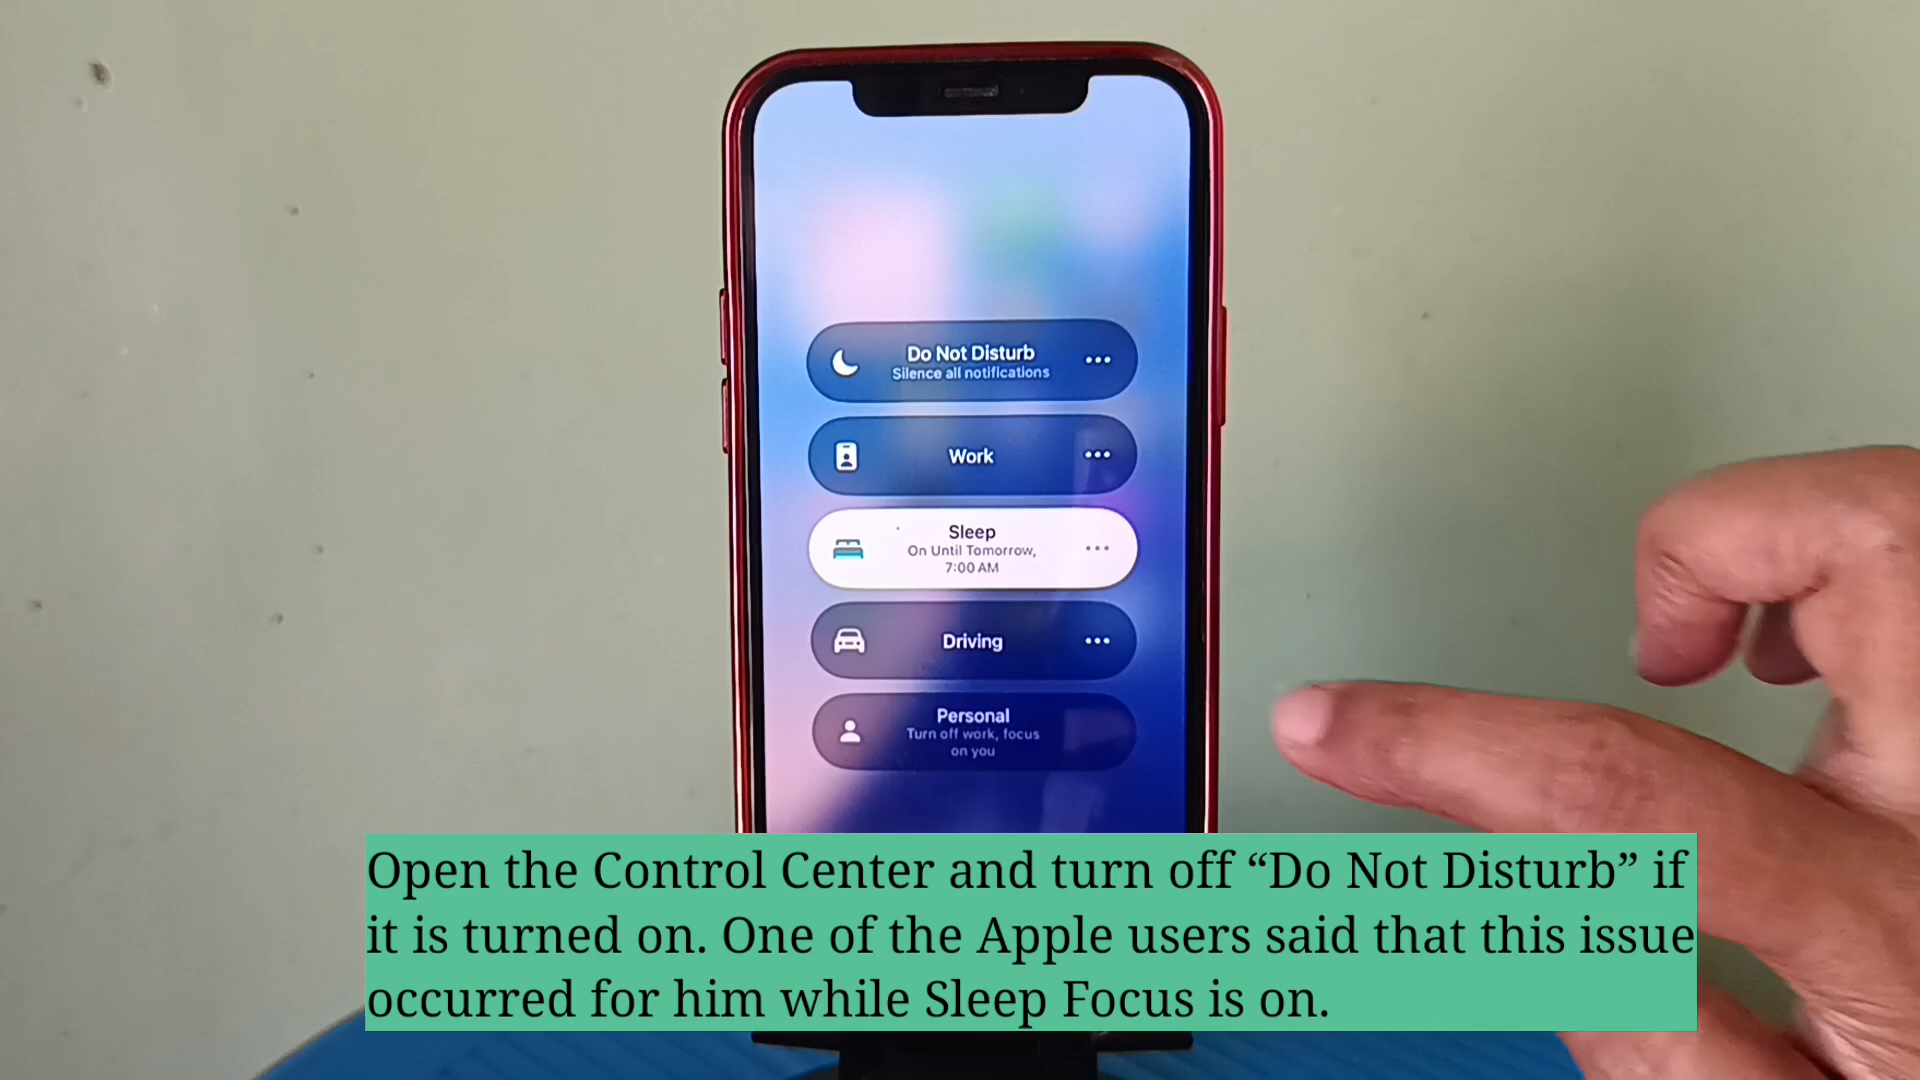 Do Not Disturb
Silence all notifications
Work
Sleep
On Until Tomorrow,
7:00 AM
Driving
Personal
Turn off work, focus
on you
Open the Control Center and turn off “Do Not Disturb” if
it is turned on. One of the Apple users said that this issue
occurred for him while Sleep Focus is on.